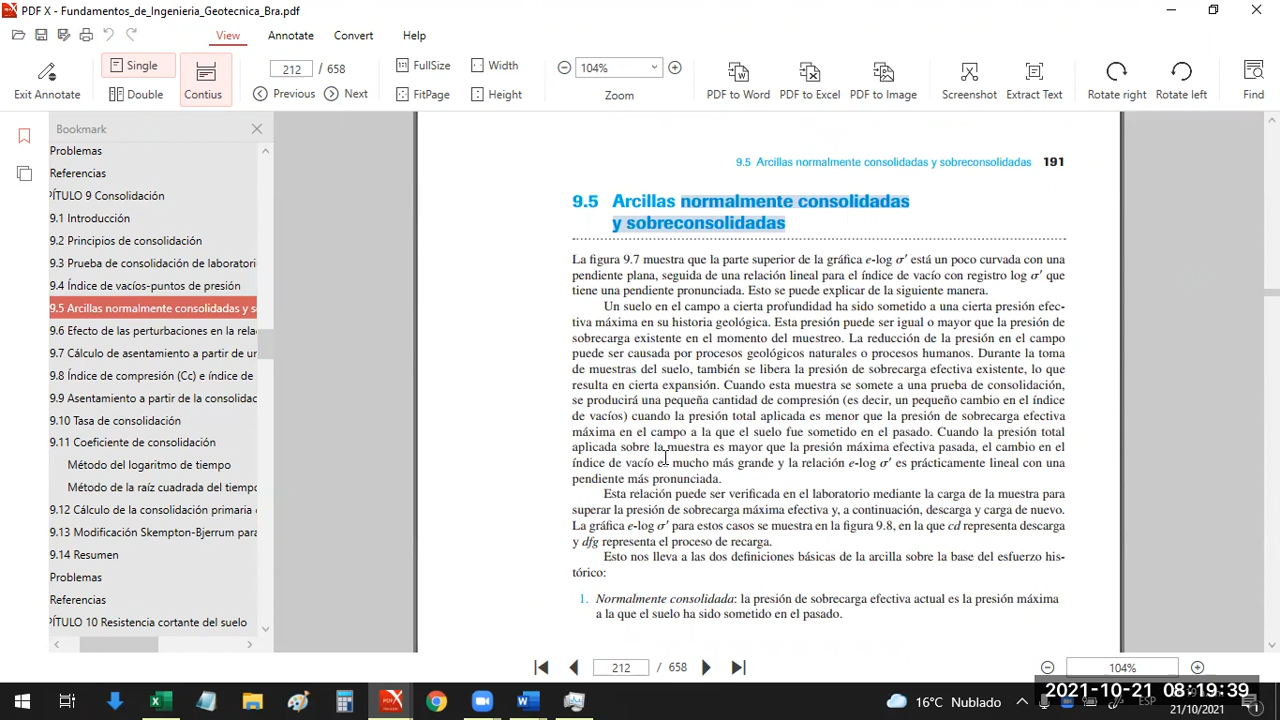 PDF X - Fundamentos_de_Ingenieria_Geotecnica_Bra.pdf
View Annotate Convert Help
Exit Annotate
Single
Double
Contius
212 / 658
Previous Next
FullSize
FitPage
Width
Height
104%
Zoom
PDF to Word
PDF to Excel
PDF to Image
Screenshot
Extract Text
Rotate right
Rotate left
Find
Bookmark
Problemas
Referencias
PÍTULO 9 Consolidación
9.1 Introducción
9.2 Principios de consolidación
9.3 Prueba de consolidación de laboratori
9.4 Índice de vacíos-puntos de presión
9.5 Arcillas normalmente consolidadas y s
9.6 Efecto de las perturbaciones en la rela
9.7 Cálculo de asentamiento a partir de un
9.8 Índice de compresión (Cc) e índice de
9.9 Asentamiento a partir de la consolidac
9.10 Tasa de consolidación
9.11 Coeficiente de consolidación
Método del logaritmo de tiempo
Método de la raíz cuadrada del tiempo
9.12 Cálculo de la consolidación primaria
9.13 Modificación Skempton-Bjerrum para
9.14 Resumen
Problemas
Referencias
PÍTULO 10 Resistencia cortante del suelo
9.5 Arcillas normalmente consolidadas y sobreconsolidadas 191
9.5 Arcillas normalmente consolidadas
y sobreconsolidadas
La figura 9.7 muestra que la parte superior de la gráfica e-log σ′ está un poco curvada con una
pendiente plana, seguida de una relación lineal para el índice de vacío con registro log σ′ que
tiene una pendiente pronunciada. Esto se puede explicar de la siguiente manera.
Un suelo en el campo a cierta profundidad ha sido sometido a una cierta presión efec-
tiva máxima en su historia geológica. Esta presión puede ser igual o mayor que la presión de
sobrecarga existente en el momento del muestreo. La reducción de la presión en el campo
puede ser causada por procesos geológicos naturales o procesos humanos. Durante la toma
de muestras del suelo, también se libera la presión de sobrecarga efectiva existente, lo que
resulta en cierta expansión. Cuando esta muestra se somete a una prueba de consolidación,
se producirá una pequeña cantidad de compresión (es decir, un pequeño cambio en el índice
de vacíos) cuando la presión total aplicada es menor que la presión de sobrecarga efectiva
máxima en el campo a la que el suelo fue sometido en el pasado. Cuando la presión total
aplicada sobre la muestra es mayor que la presión máxima efectiva pasada, el cambio en el
índice de vacío es mucho más grande y la relación e-log σ′ es prácticamente lineal con una
pendiente más pronunciada.
Esta relación puede ser verificada en el laboratorio mediante la carga de la muestra para
superar la presión de sobrecarga máxima efectiva y, a continuación, descarga y carga de nuevo.
La gráfica e-log σ′ para estos casos se muestra en la figura 9.8, en la que cd representa descarga
y dfg representa el proceso de recarga.
Esto nos lleva a las dos definiciones básicas de la arcilla sobre la base del esfuerzo his-
tórico:
1. Normalmente consolidada: la presión de sobrecarga efectiva actual es la presión máxima
a la que el suelo ha sido sometido en el pasado.
212 / 658
104%
2021-10-21 08:19:39
16°C Nublado
ESP
21/10/2021